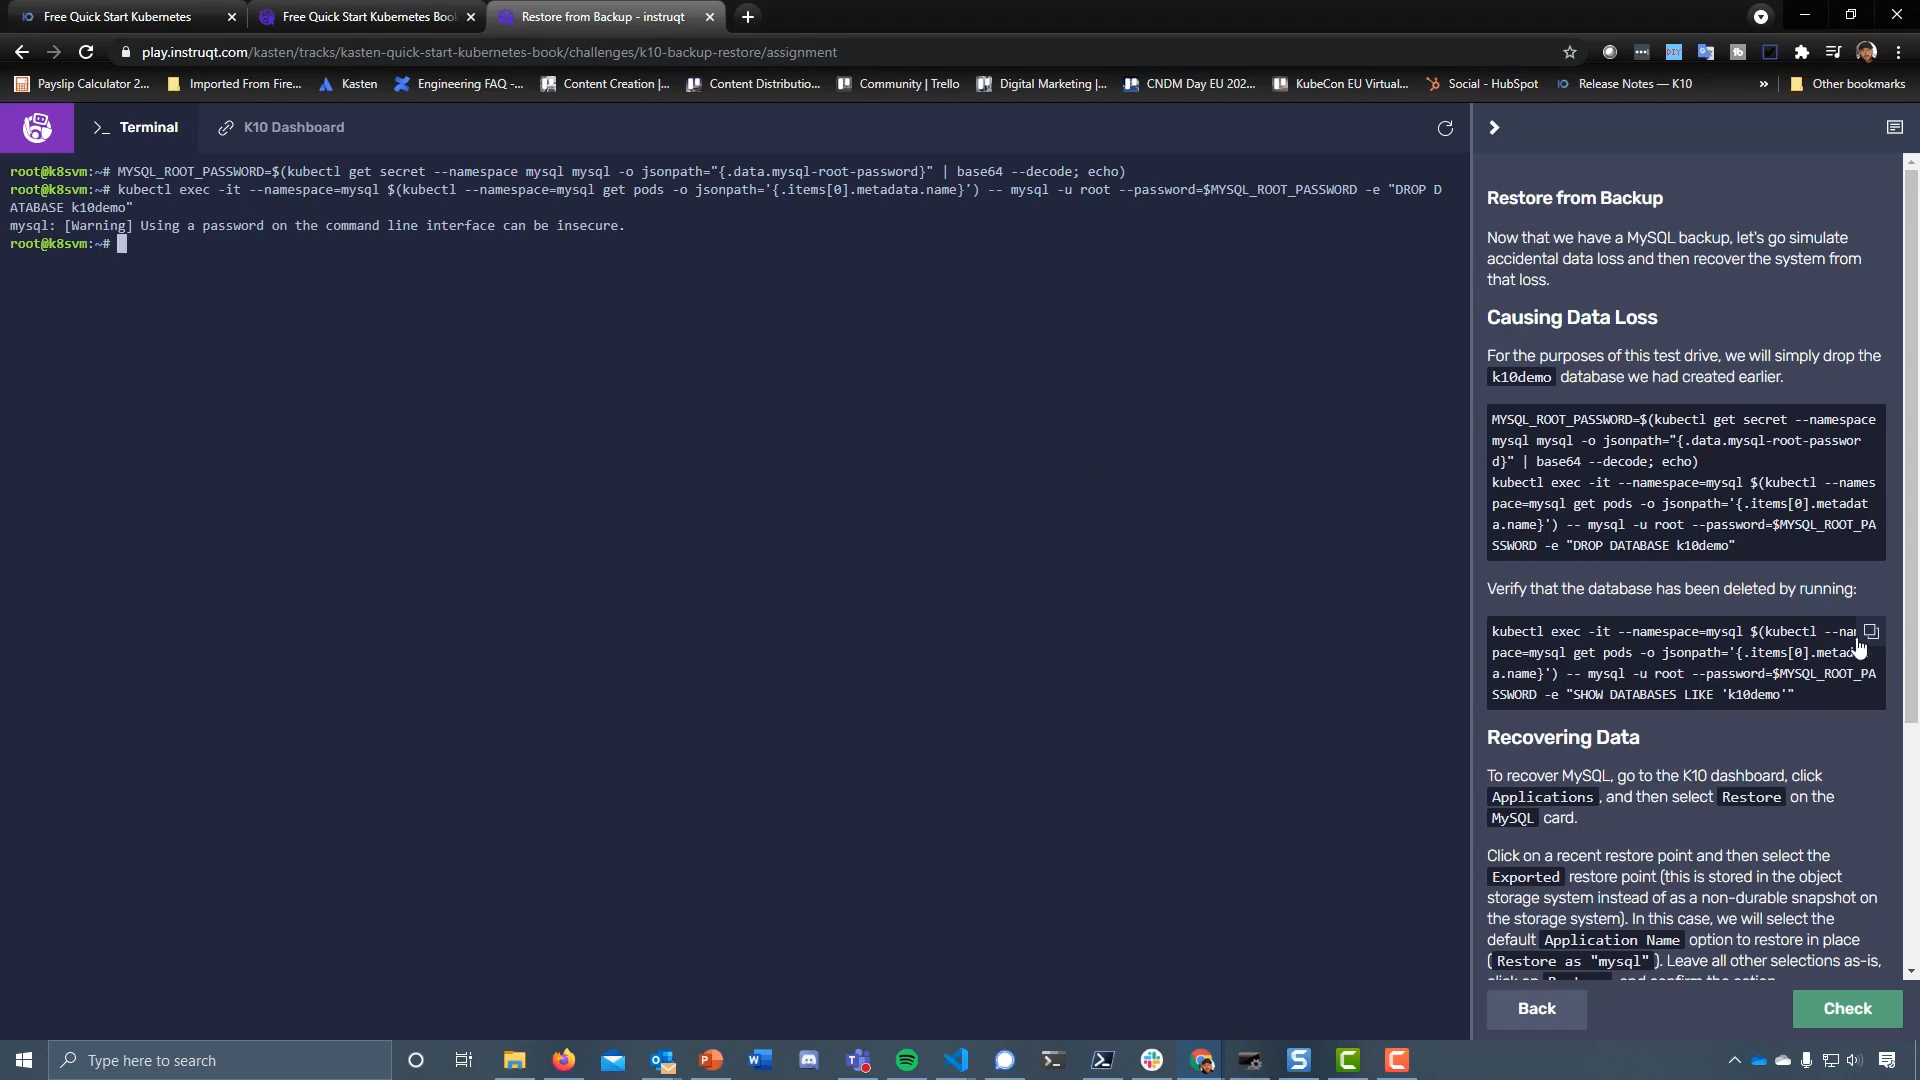 Free Quick Start Kubernetes
Free Quick Start Kubernetes Boo
Restore from Backup - instruqt
play.instruqt.com/kasten/tracks/kasten-quick-start-kubernetes-book/challenges/k10-backup-restore/assignment
Payslip Calculator 2...
Imported From Fire...
Kasten
Engineering FAQ -...
Content Creation |...
Content Distributio...
Community | Trello
Digital Marketing |...
CNDM Day EU 202...
KubeCon EU Virtual...
Social - HubSpot
Release Notes — K10
»
Other bookmarks
>_ Terminal
K10 Dashboard
root@k8svm:~# MYSQL_ROOT_PASSWORD=$(kubectl get secret --namespace mysql mysql -o jsonpath="{.data.mysql-root-password}" | base64 --decode; echo)
root@k8svm:~# kubectl exec -it --namespace=mysql $(kubectl --namespace=mysql get pods -o jsonpath='{.items[0].metadata.name}') -- mysql -u root --password=$MYSQL_ROOT_PASSWORD -e "DROP D
ATABASE k10demo"
mysql: [Warning] Using a password on the command line interface can be insecure.
root@k8svm:~#
Restore from Backup
Now that we have a MySQL backup, let's go simulate
accidental data loss and then recover the system from
that loss.
Causing Data Loss
For the purposes of this test drive, we will simply drop the
k10demo database we had created earlier.
MYSQL_ROOT_PASSWORD=$(kubectl get secret --namespace
mysql mysql -o jsonpath="{.data.mysql-root-passwor
d}" | base64 --decode; echo)
kubectl exec -it --namespace=mysql $(kubectl --names
pace=mysql get pods -o jsonpath='{.items[0].metadat
a.name}') -- mysql -u root --password=$MYSQL_ROOT_PA
SSWORD -e "DROP DATABASE k10demo"
Verify that the database has been deleted by running:
kubectl exec -it --namespace=mysql $(kubectl --na
pace=mysql get pods -o jsonpath='{.items[0].metad
a.name}') -- mysql -u root --password=$MYSQL_ROOT_PA
SSWORD -e "SHOW DATABASES LIKE 'k10demo'"
Recovering Data
To recover MySQL, go to the K10 dashboard, click
Applications, and then select Restore on the
MySQL card.
Click on a recent restore point and then select the
Exported restore point (this is stored in the object
storage system instead of as a non-durable snapshot on
the storage system). In this case, we will select the
default Application Name option to restore in place
(Restore as "mysql"). Leave all other selections as-is,
Back
Check
Type here to search